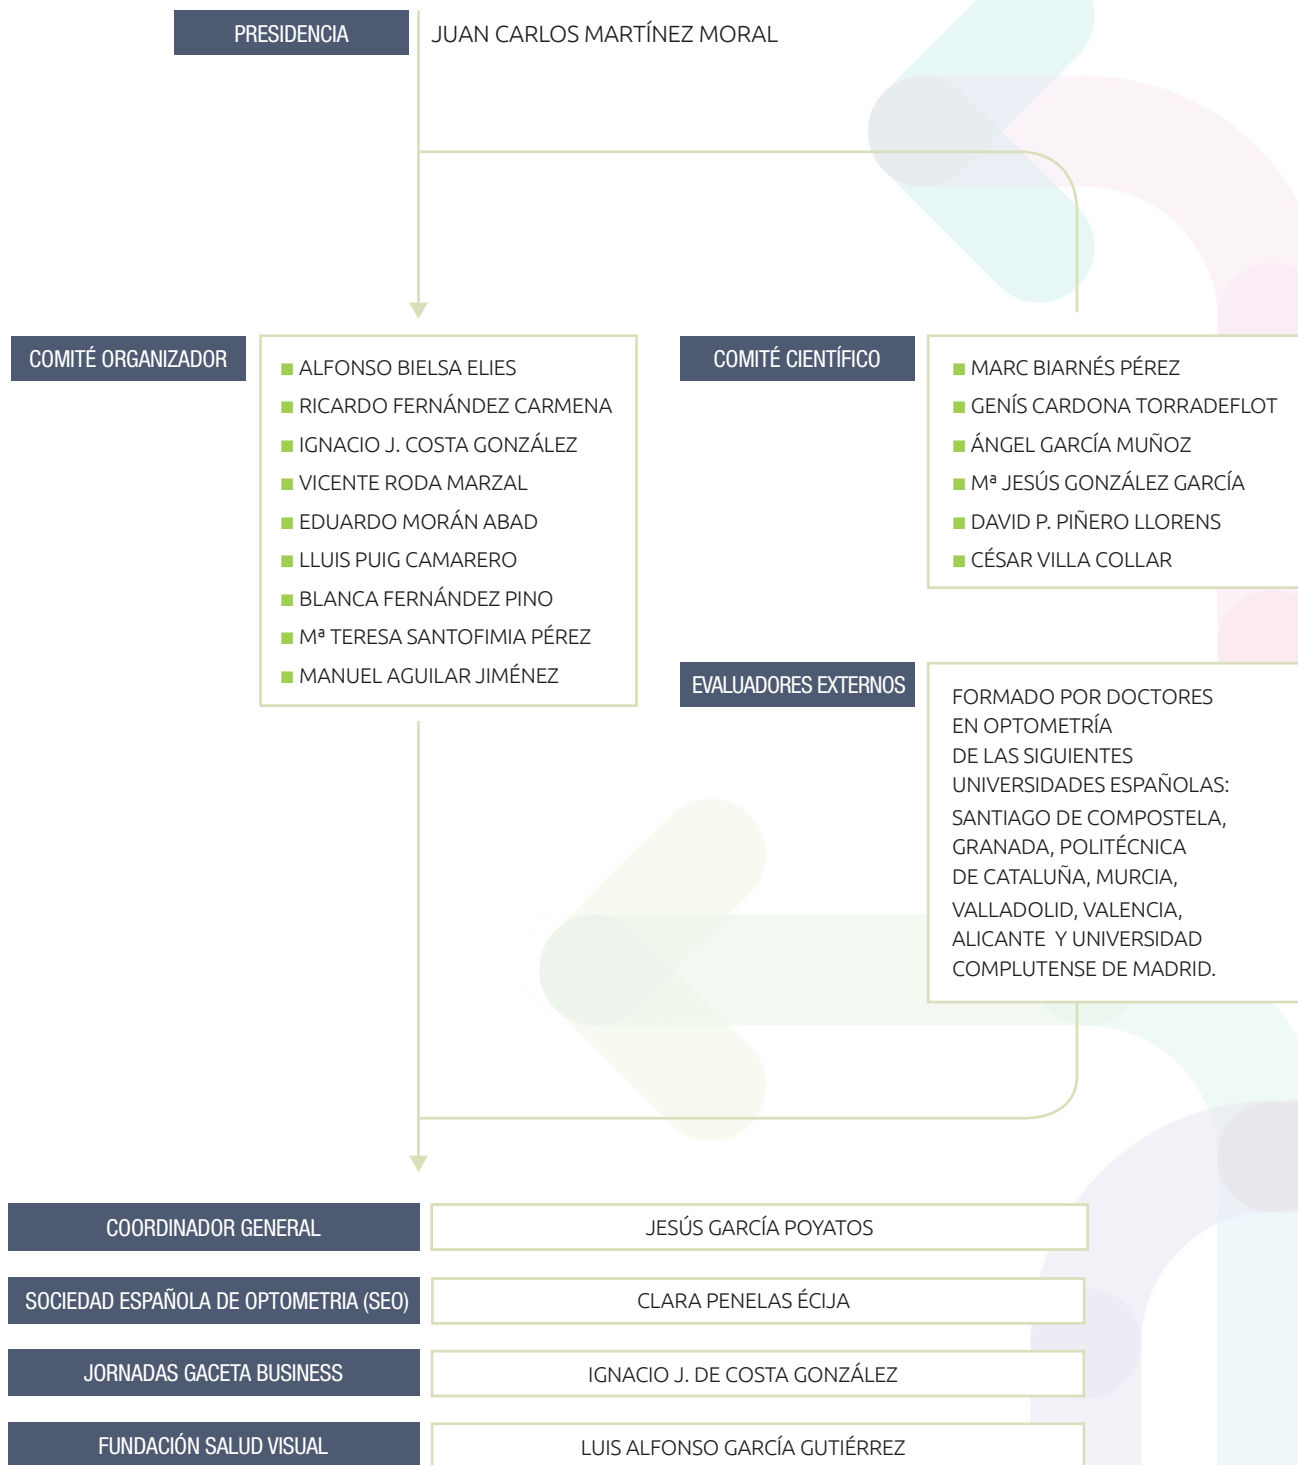 PRESIDENCIA
JUAN CARLOS MARTÍNEZ MORAL
COMITÉ ORGANIZADOR
ALFONSO BIELSA ELIES
RICARDO FERNÁNDEZ CARMENA
IGNACIO J. COSTA GONZÁLEZ
VICENTE RODA MARZAL
EDUARDO MORÁN ABAD
LLUIS PUIG CAMARERO
BLANCA FERNÁNDEZ PINO
Mª TERESA SANTOFIMIA PÉREZ
MANUEL AGUILAR JIMÉNEZ
COMITÉ CIENTÍFICO
MARC BIARNÉS PÉREZ
GENÍS CARDONA TORRADEFLOT
ÁNGEL GARCÍA MUÑOZ
Mª JESÚS GONZÁLEZ GARCÍA
DAVID P. PIÑERO LLORENS
CÉSAR VILLA COLLAR
EVALUADORES EXTERNOS
FORMADO POR DOCTORES
EN OPTOMETRÍA
DE LAS SIGUIENTES
UNIVERSIDADES ESPAÑOLAS:
SANTIAGO DE COMPOSTELA,
GRANADA, POLITÉCNICA
DE CATALUÑA, MURCIA,
VALLADOLID, VALENCIA,
ALICANTE Y UNIVERSIDAD
COMPLUTENSE DE MADRID.
COORDINADOR GENERAL
JESÚS GARCÍA POYATOS
SOCIEDAD ESPAÑOLA DE OPTOMETRIA (SEO)
CLARA PENELAS ÉCIJA
JORNADAS GACETA BUSINESS
IGNACIO J. DE COSTA GONZÁLEZ
FUNDACIÓN SALUD VISUAL
LUIS ALFONSO GARCÍA GUTIÉRREZ